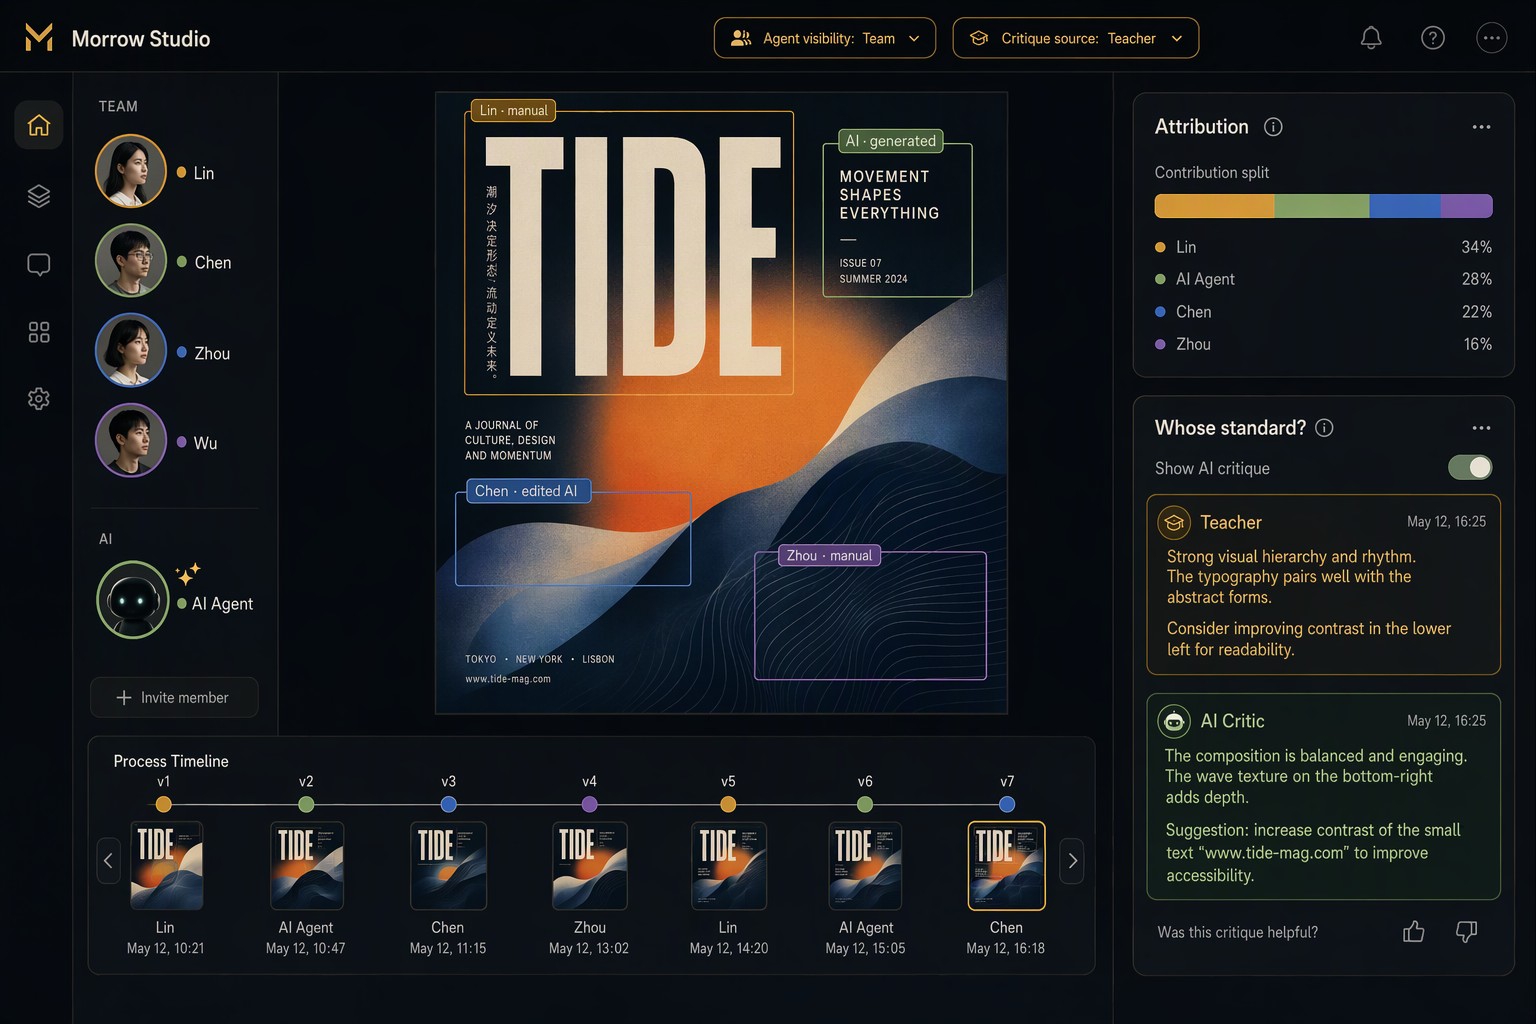 Morrow Studio
Agent visibility: Team
Critique source: Teacher
TEAM
Lin
Chen
Zhou
Wu
AI
AI Agent
Invite member
Lin · manual
TIDE
潮汐决定形态，流动定义未来。
AI · generated
MOVEMENT
SHAPES
EVERYTHING
—
ISSUE 07
SUMMER 2024
A JOURNAL OF
CULTURE, DESIGN
AND MOMENTUM
Chen · edited AI
Zhou · manual
TOKYO • NEW YORK • LISBON
www.tide-mag.com
Process Timeline
v1
v2
v3
v4
v5
v6
v7
TIDE
TIDE
TIDE
TIDE
TIDE
TIDE
TIDE
Lin
May 12, 10:21
AI Agent
May 12, 10:47
Chen
May 12, 11:15
Zhou
May 12, 13:02
Lin
May 12, 14:20
AI Agent
May 12, 15:05
Chen
May 12, 16:18
Attribution
Contribution split
Lin 34%
AI Agent 28%
Chen 22%
Zhou 16%
Whose standard?
Show AI critique
Teacher May 12, 16:25
Strong visual hierarchy and rhythm.
The typography pairs well with the
abstract forms.
Consider improving contrast in the lower
left for readability.
AI Critic May 12, 16:25
The composition is balanced and engaging.
The wave texture on the bottom-right
adds depth.
Suggestion: increase contrast of the small
text “www.tide-mag.com” to improve
accessibility.
Was this critique helpful?